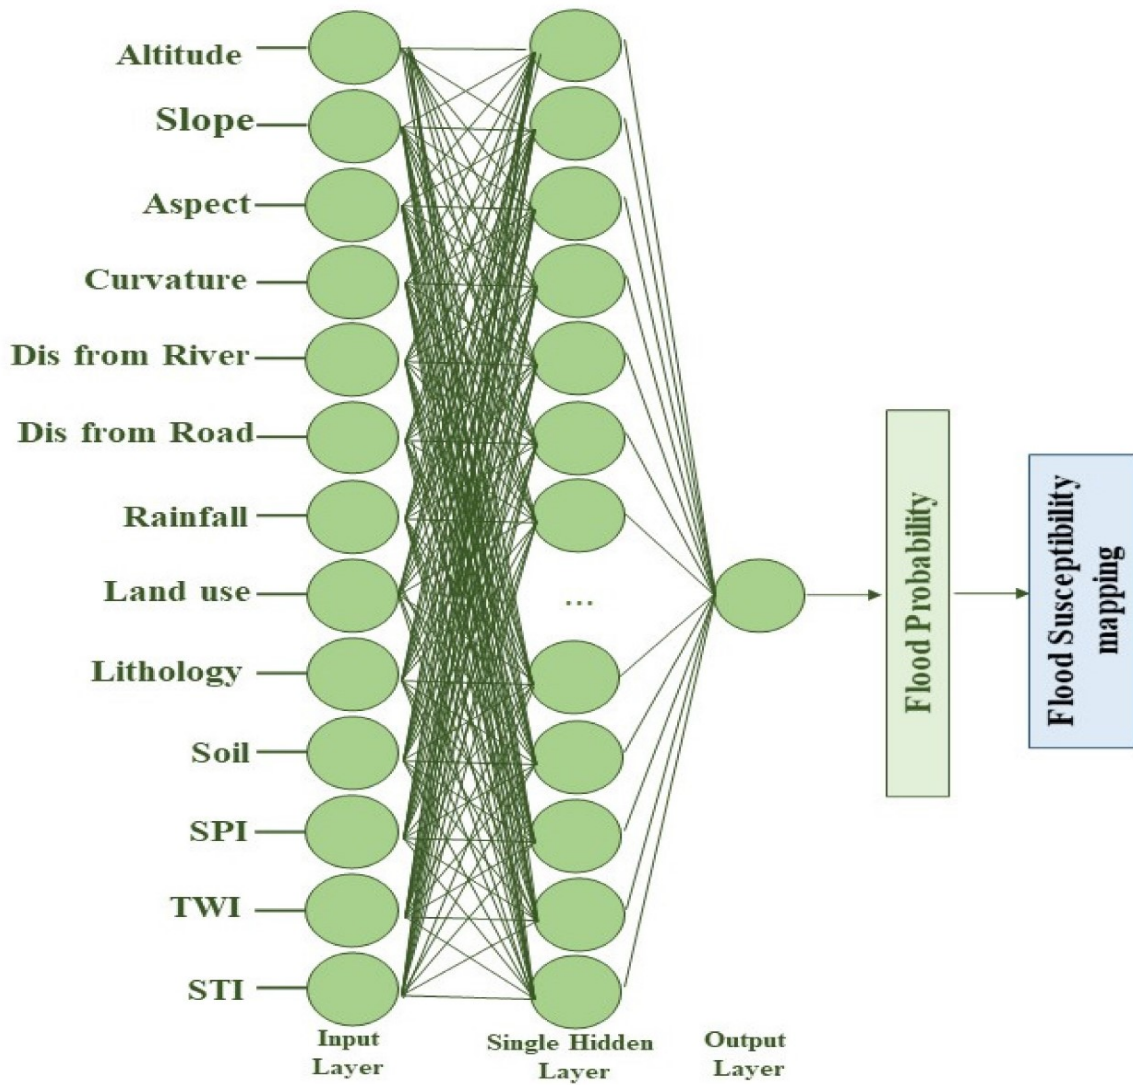 Altitude
Slope
Aspect
Curvature
Dis from River
Dis from Road
Rainfall
Land use
Lithology
Soil
SPI
TWI
STI
...
Input
Layer
Single Hidden
Layer
Output
Layer
Flood Probability
Flood Susceptibility
mapping